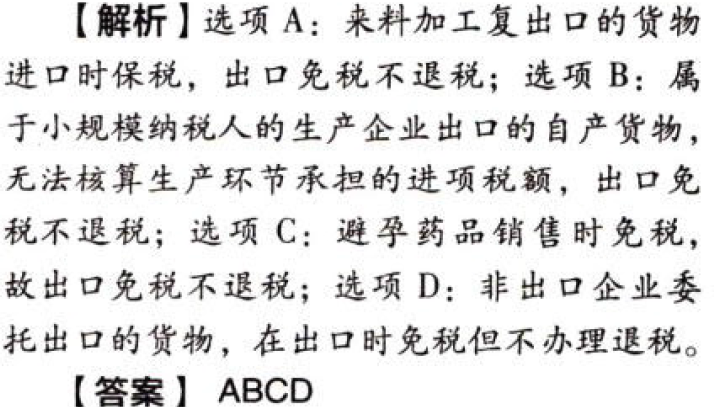 【解析】选项 A：来料加工复出口的货物
进口时保税，出口免税不退税；选项 B：属
于小规模纳税人的生产企业出口的自产货物，
无法核算生产环节承担的进项税额，出口免
税不退税；选项 C：避孕药品销售时免税，
故出口免税不退税；选项 D：非出口企业委
托出口的货物，在出口时免税但不办理退税。
【答案】 ABCD